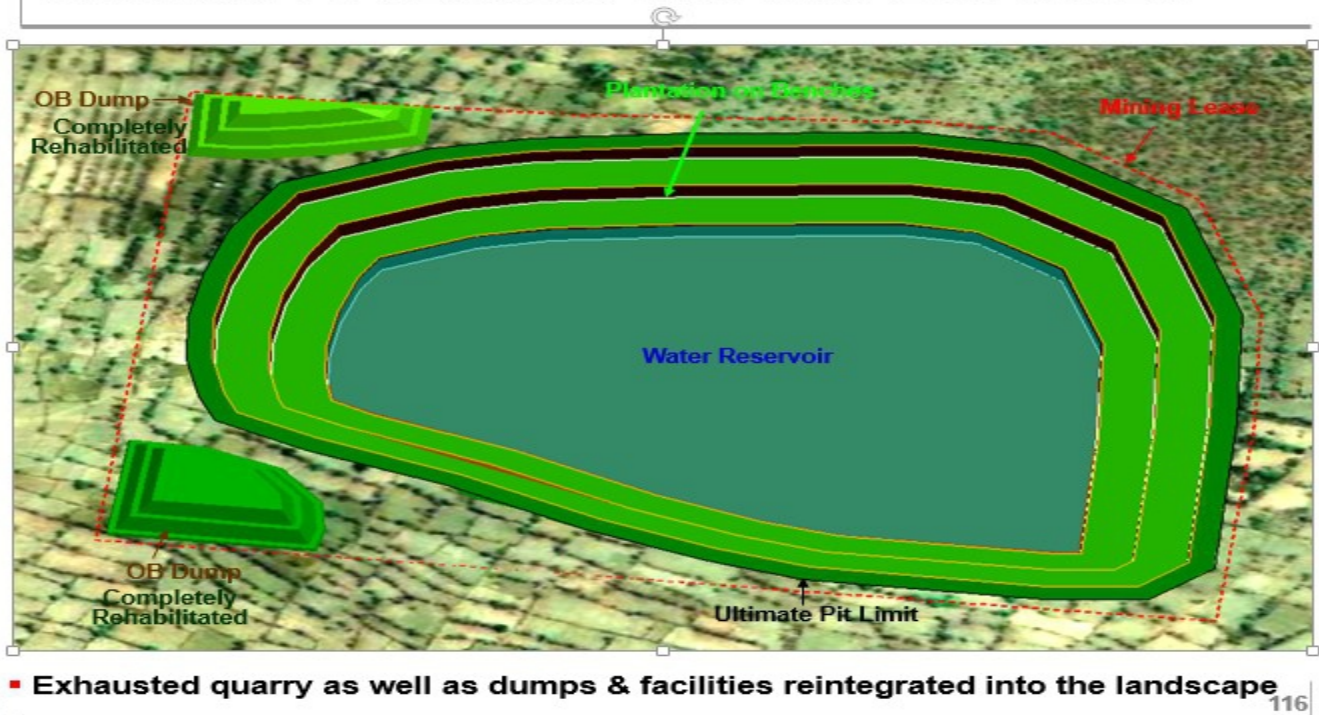 Plantation on Benches
OB Dump
Completely
Rehabilitated
Mining Lease
Water Reservoir
OB Dump
Completely
Rehabilitated
Ultimate Pit Limit
▪ Exhausted quarry as well as dumps & facilities reintegrated into the landscape
116